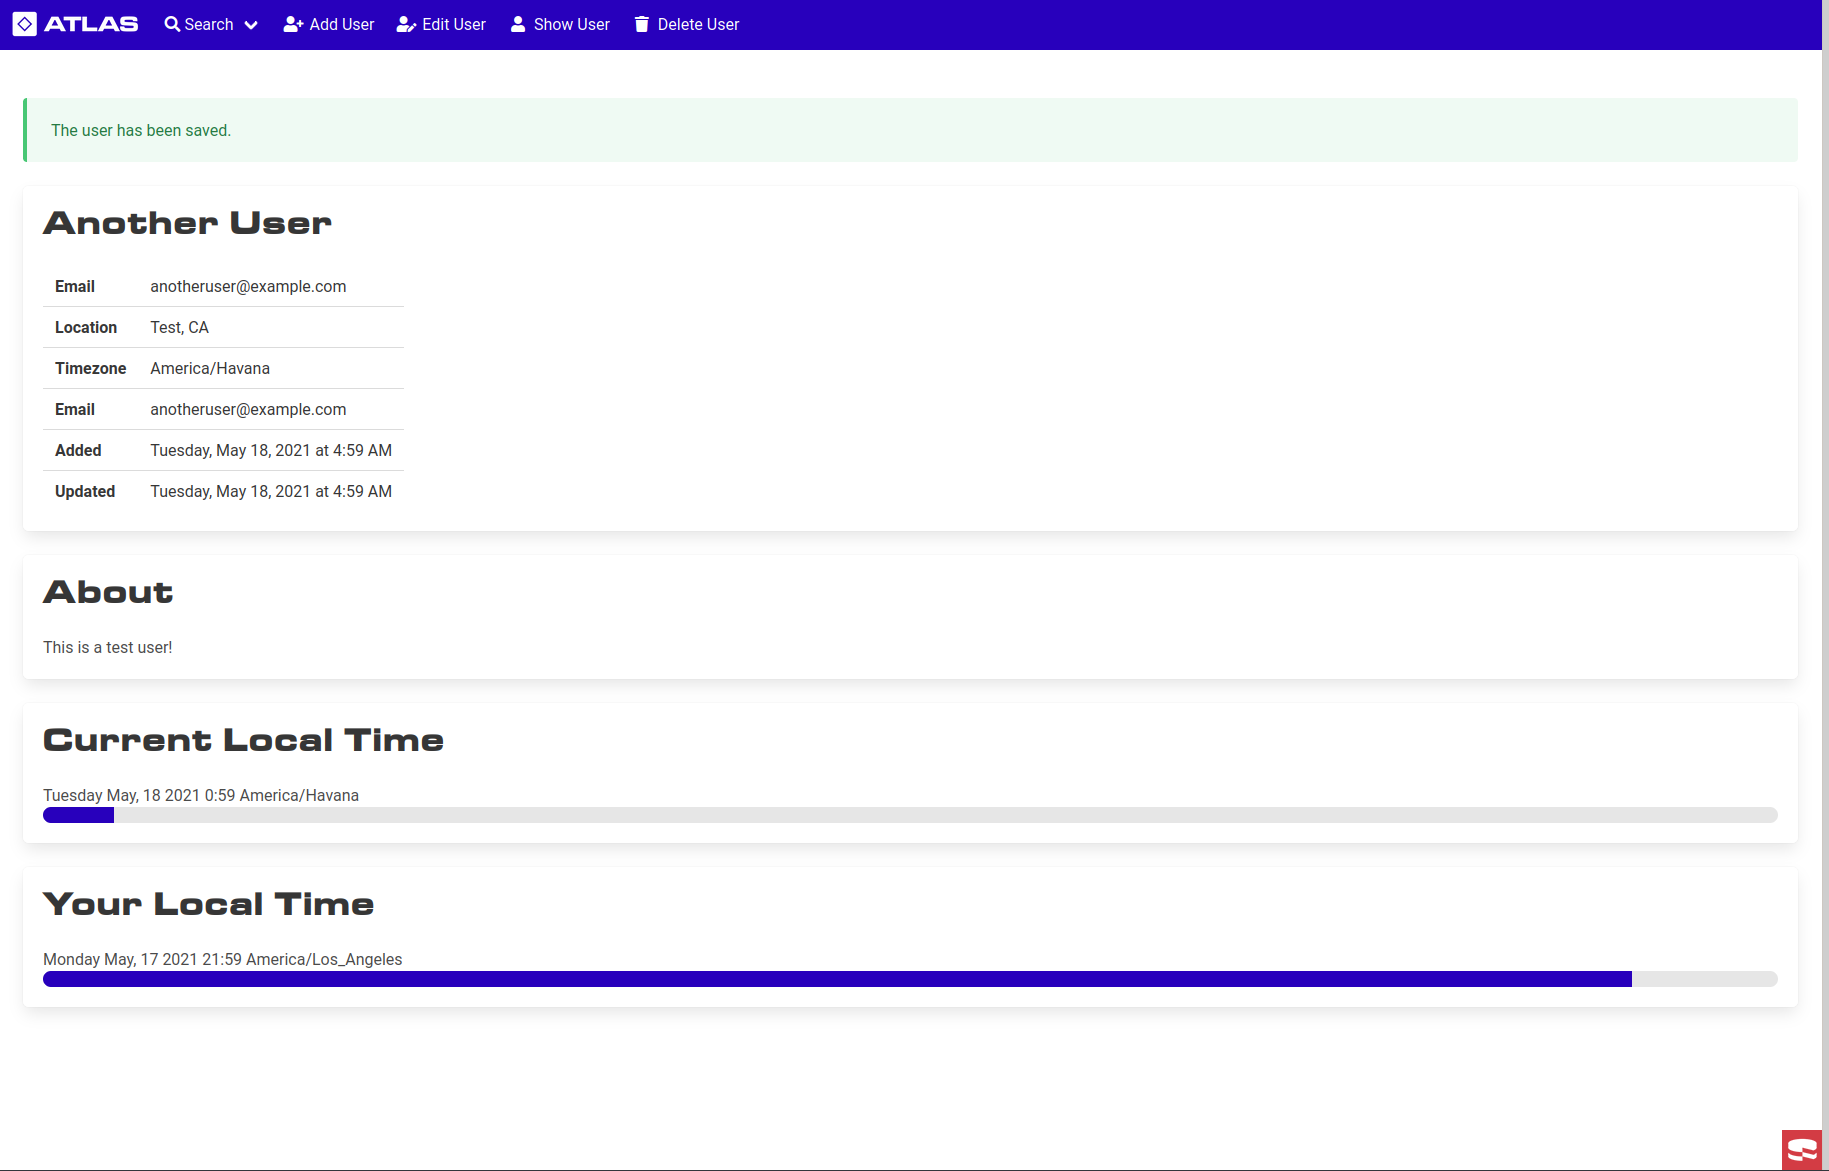 ATLAS Search Add User Edit User Show User Delete User
The user has been saved.
Another User
Email anotheruser@example.com
Location Test, CA
Timezone America/Havana
Email anotheruser@example.com
Added Tuesday, May 18, 2021 at 4:59 AM
Updated Tuesday, May 18, 2021 at 4:59 AM
About
This is a test user!
Current Local Time
Tuesday May, 18 2021 0:59 America/Havana
Your Local Time
Monday May, 17 2021 21:59 America/Los_Angeles